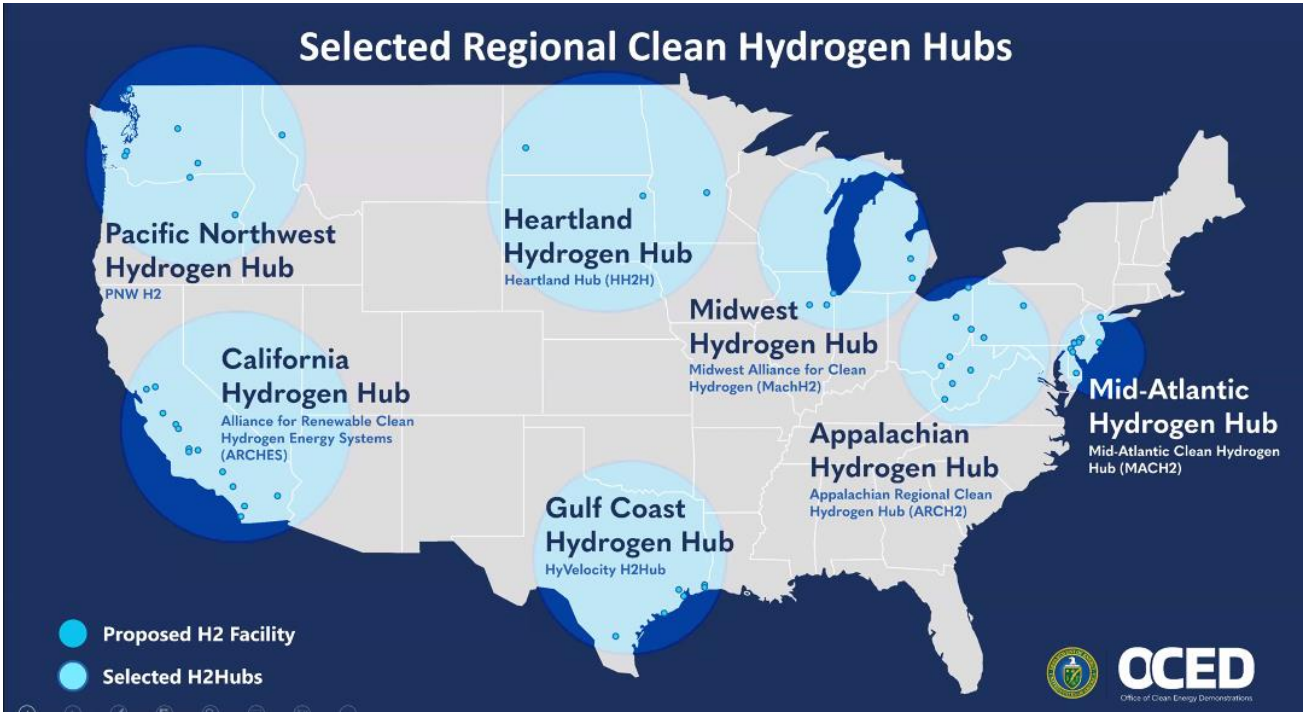 Selected Regional Clean Hydrogen Hubs
Pacific Northwest
Hydrogen Hub
PNW H2
Heartland
Hydrogen Hub
Heartland Hub (HH2H)
Midwest
Hydrogen Hub
Midwest Alliance for Clean
Hydrogen (MachH2)
California
Hydrogen Hub
Alliance for Renewable Clean
Hydrogen Energy Systems
(ARCHES)
Mid-Atlantic
Hydrogen Hub
Mid-Atlantic Clean Hydrogen
Hub (MACH2)
Appalachian
Hydrogen Hub
Appalachian Regional Clean
Hydrogen Hub (ARCH2)
Gulf Coast
Hydrogen Hub
HyVelocity H2Hub
Proposed H2 Facility
Selected H2Hubs
OCED
Office of Clean Energy Demonstrations